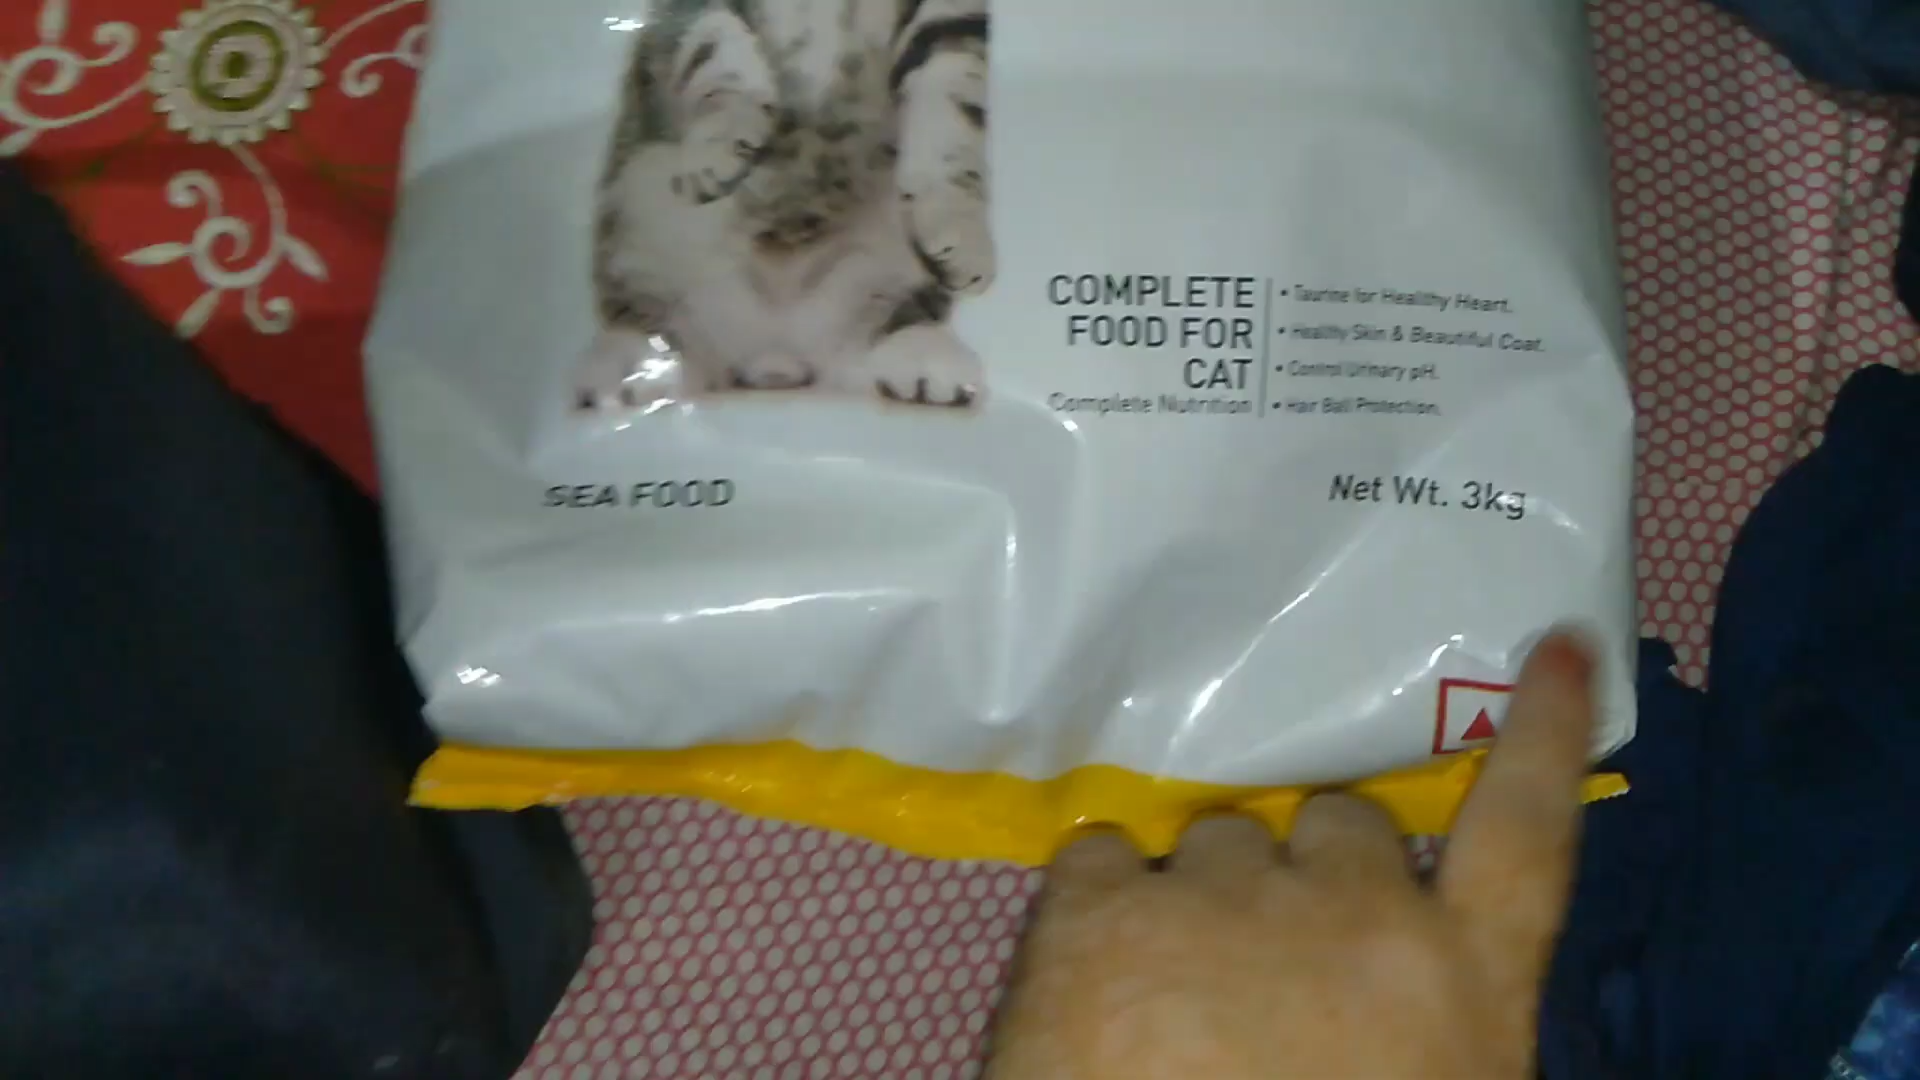 COMPLETE
FOOD FOR
CAT
Complete Nutrition
• Taurine for Healthy Heart.
• Healthy Skin & Beautiful Coat.
• Control Urinary pH.
• Hair Ball Protection.
SEA FOOD
Net Wt. 3kg